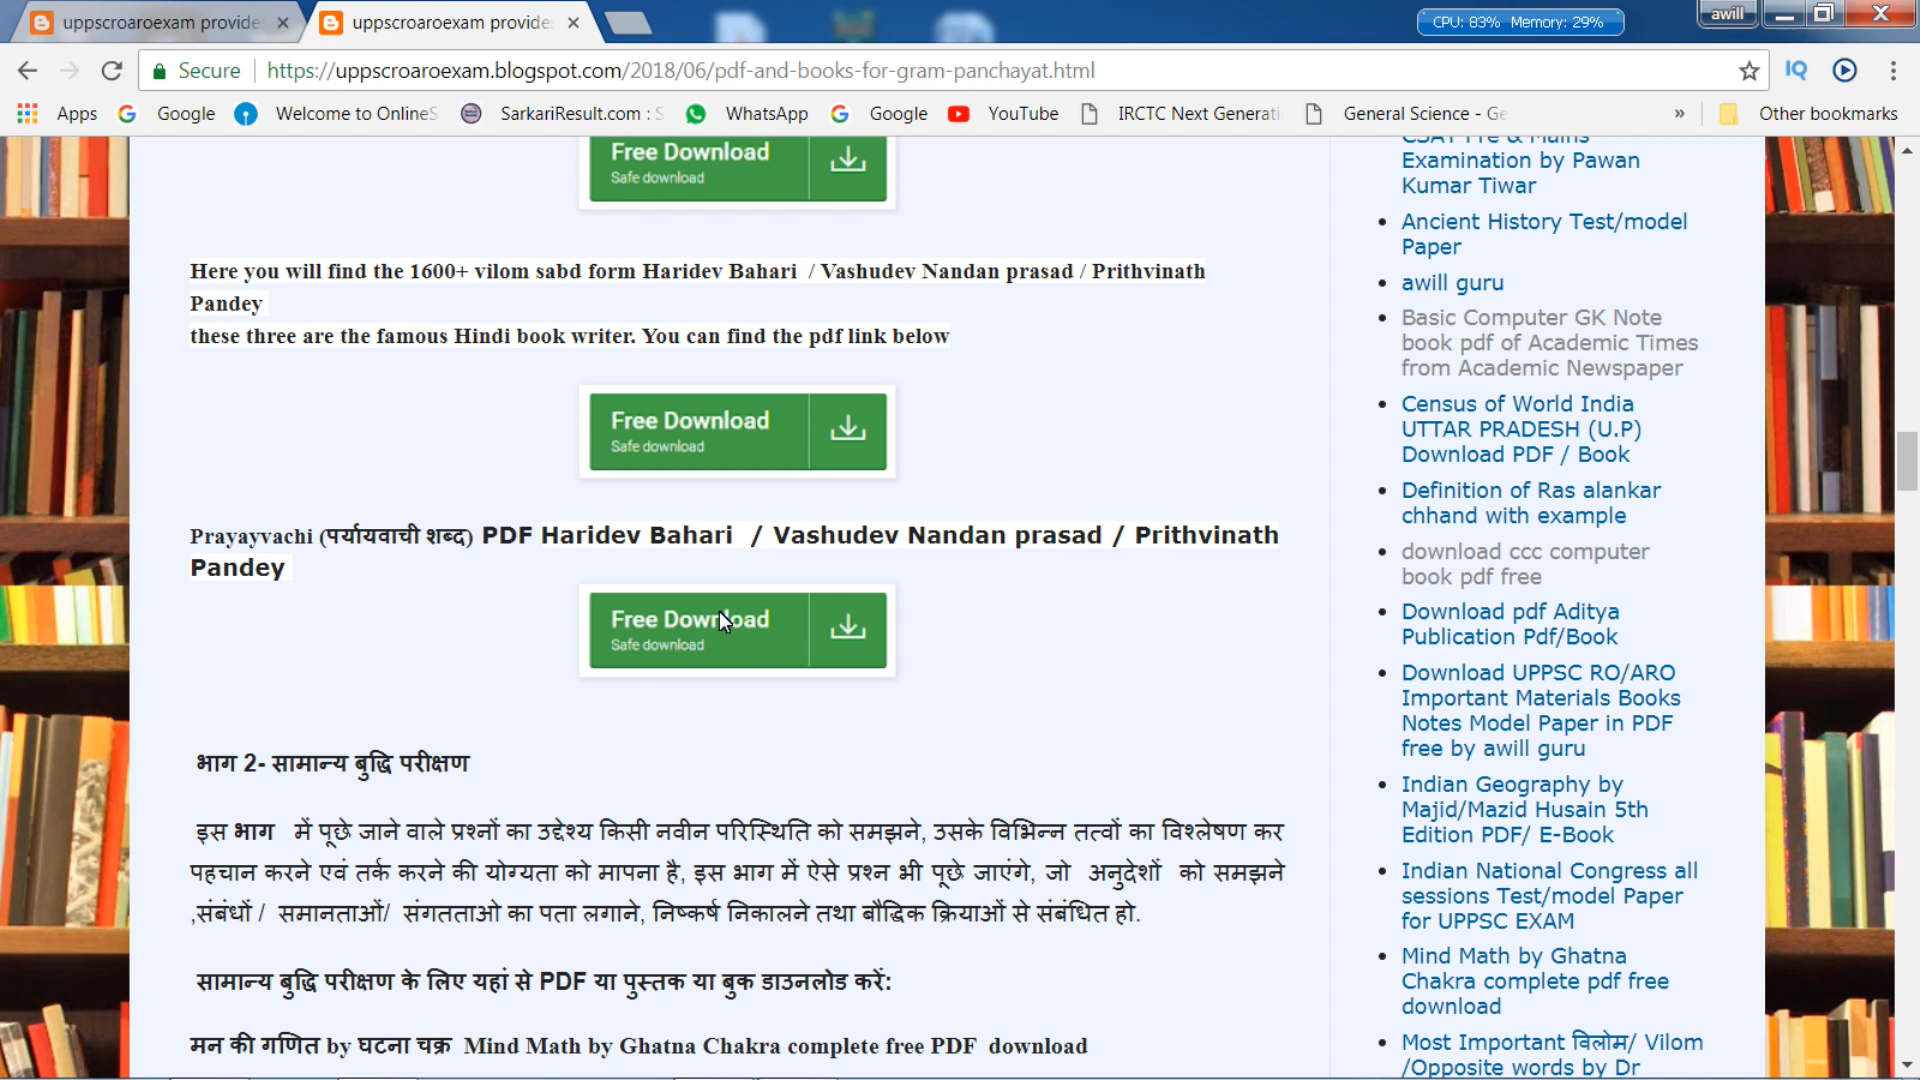 uppscroaroexam provide
uppscroaroexam provide
CPU: 83% Memory: 29%
awill
Secure
https://uppscroaroexam.blogspot.com/2018/06/pdf-and-books-for-gram-panchayat.html
IQ
Apps
Google
Welcome to OnlineS
SarkariResult.com : S
WhatsApp
Google
YouTube
IRCTC Next Generati
General Science - Ge
»
Other bookmarks
Free Download
Safe download
Here you will find the 1600+ vilom sabd form Haridev Bahari / Vashudev Nandan prasad / Prithvinath
Pandey
these three are the famous Hindi book writer. You can find the pdf link below
Free Download
Safe download
Prayayvachi (पर्यायवाची शब्द) PDF Haridev Bahari / Vashudev Nandan prasad / Prithvinath
Pandey
Free Download
Safe download
भाग 2- सामान्य बुद्धि परीक्षण
इस भाग में पूछे जाने वाले प्रश्नों का उद्देश्य किसी नवीन परिस्थिति को समझने, उसके विभिन्न तत्वों का विश्लेषण कर
पहचान करने एवं तर्क करने की योग्यता को मापना है, इस भाग में ऐसे प्रश्न भी पूछे जाएंगे, जो अनुदेशों को समझने
,संबंधों / समानताओं/ संगतताओ का पता लगाने, निष्कर्ष निकालने तथा बौद्धिक क्रियाओं से संबंधित हो.
सामान्य बुद्धि परीक्षण के लिए यहां से PDF या पुस्तक या बुक डाउनलोड करें:
मन की गणित by घटना चक्र Mind Math by Ghatna Chakra complete free PDF download
CSAT Pre & Mains
Examination by Pawan
Kumar Tiwar
Ancient History Test/model
Paper
awill guru
Basic Computer GK Note
book pdf of Academic Times
from Academic Newspaper
Census of World India
UTTAR PRADESH (U.P)
Download PDF / Book
Definition of Ras alankar
chhand with example
download ccc computer
book pdf free
Download pdf Aditya
Publication Pdf/Book
Download UPPSC RO/ARO
Important Materials Books
Notes Model Paper in PDF
free by awill guru
Indian Geography by
Majid/Mazid Husain 5th
Edition PDF/ E-Book
Indian National Congress all
sessions Test/model Paper
for UPPSC EXAM
Mind Math by Ghatna
Chakra complete pdf free
download
Most Important विलोम/ Vilom
/Opposite words by Dr